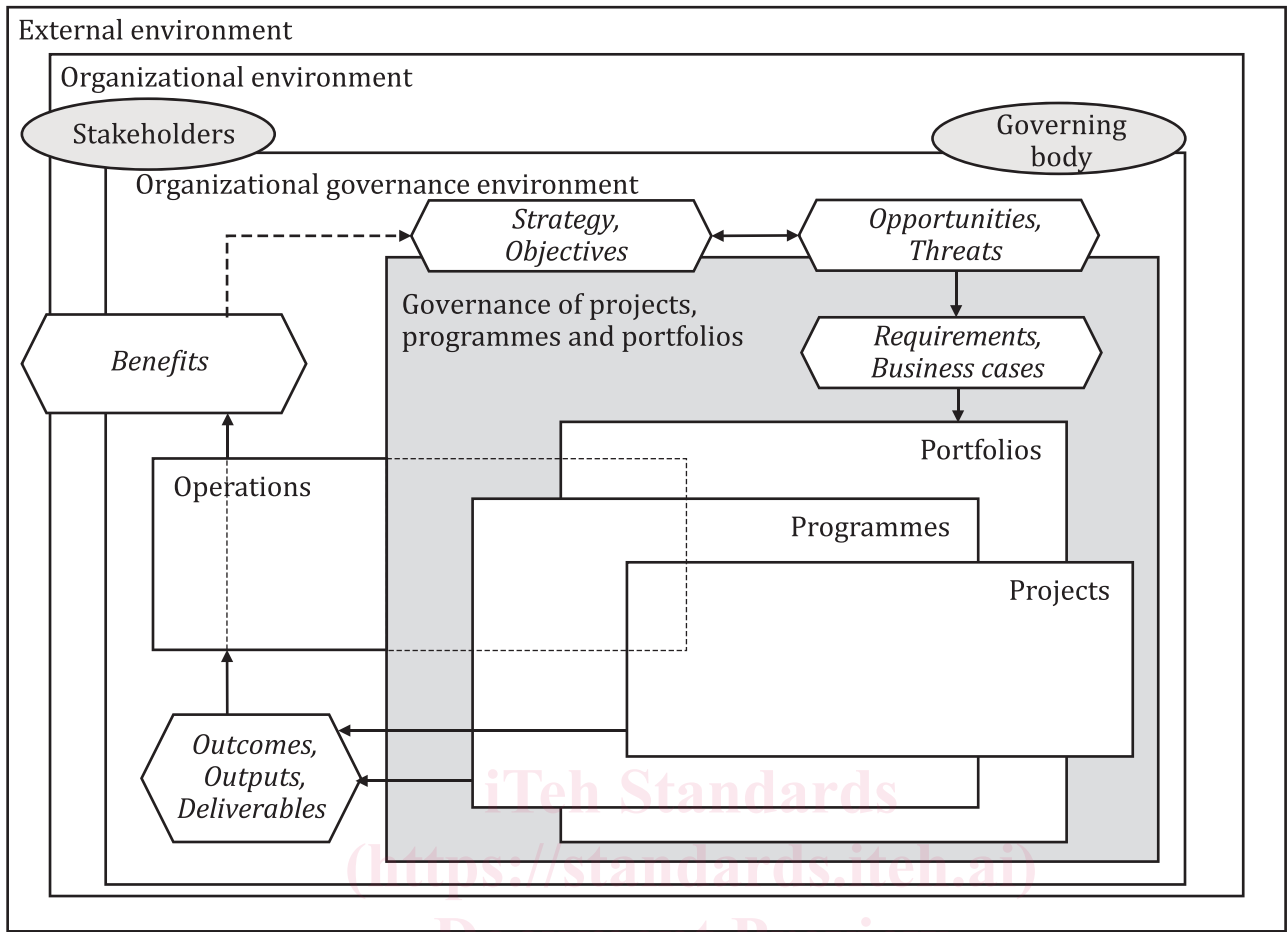 External environment
Organizational environment
Stakeholders
Governing
body
Organizational governance environment
Strategy,
Objectives
Opportunities,
Threats
Governance of projects,
programmes and portfolios
Requirements,
Business cases
Benefits
Portfolios
Operations
Programmes
Projects
Outcomes,
Outputs,
Deliverables
iTeh Standards
(https://standards.iteh.ai)